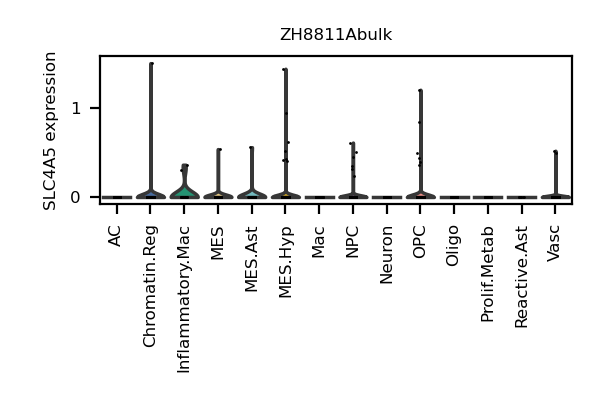 ZH8811Abulk
SLC4A5 expression
1
0
AC
Chromatin.Reg
Inflammatory.Mac
MES
MES.Ast
MES.Hyp
Mac
NPC
Neuron
OPC
Oligo
Prolif.Metab
Reactive.Ast
Vasc